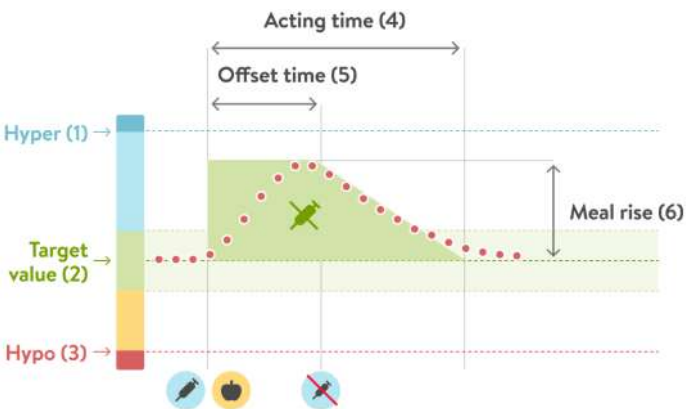 Acting time (4)
Offset time (5)
Hyper (1)
Meal rise (6)
Target
value (2)
Hypo (3)